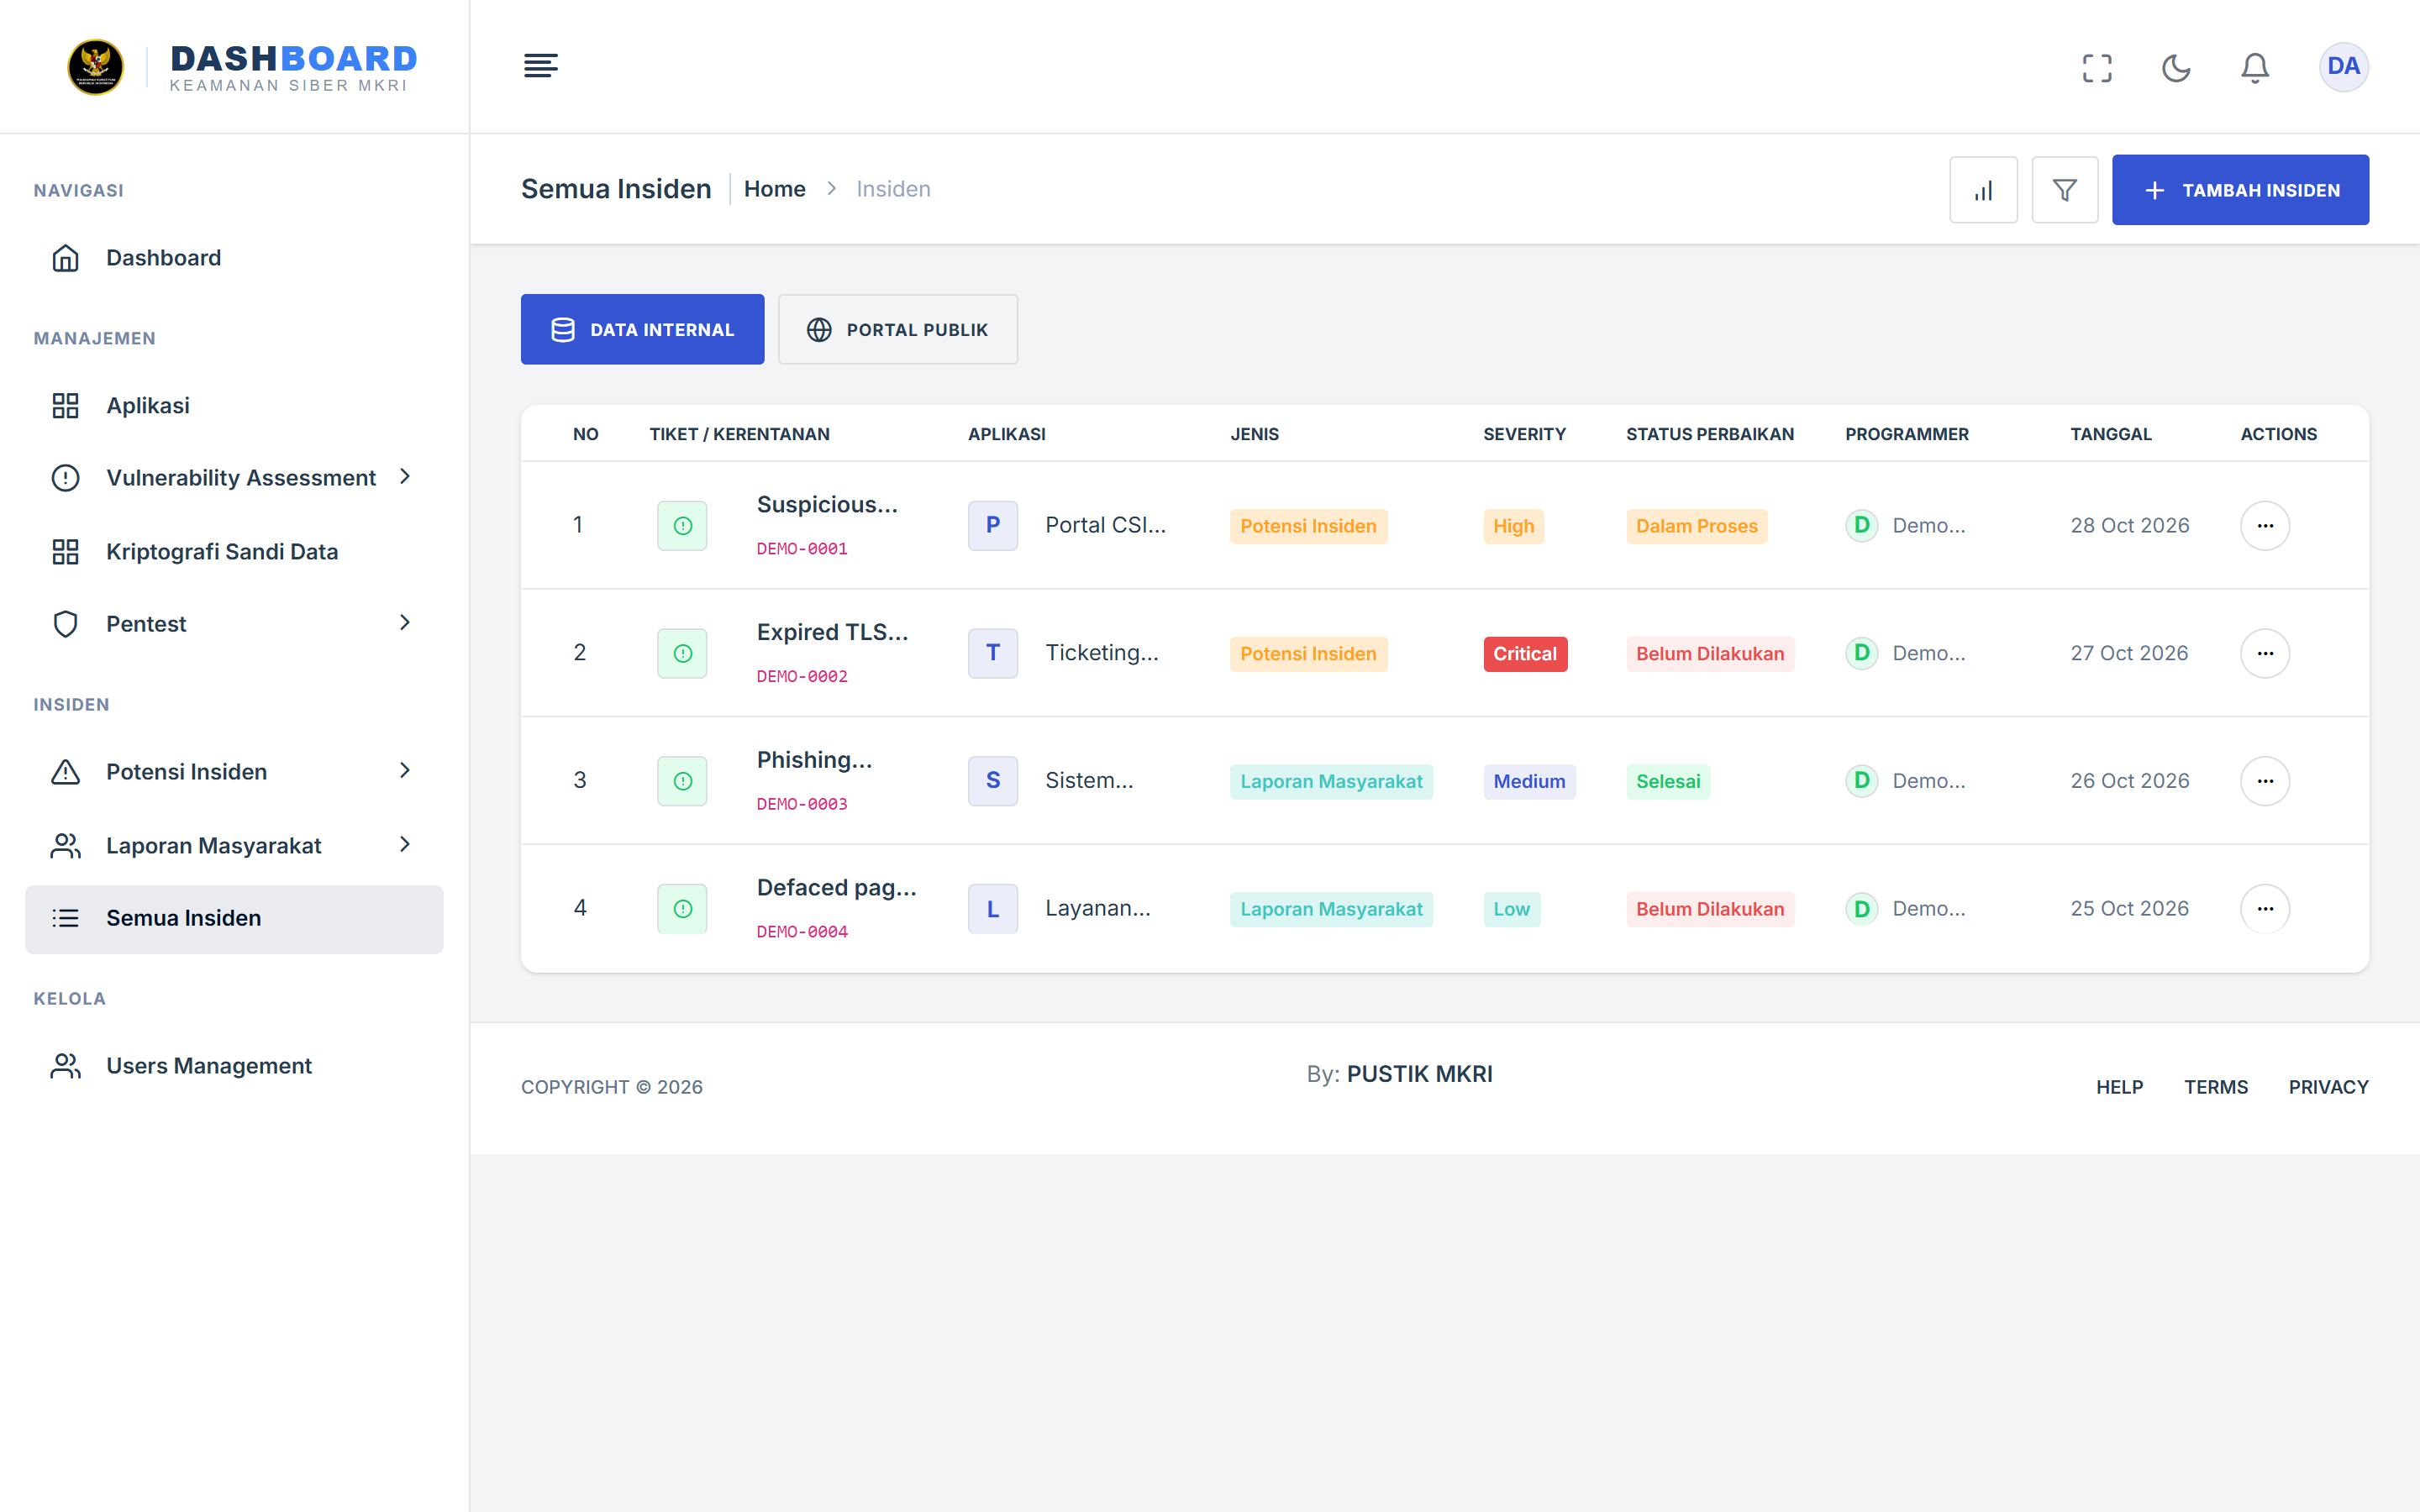 DASHBOARD
KEAMANAN SIBER MKRI
DA
NAVIGASI
Dashboard
MANAJEMEN
Aplikasi
Vulnerability Assessment
Kriptografi Sandi Data
Pentest
INSIDEN
Potensi Insiden
Laporan Masyarakat
Semua Insiden
KELOLA
Users Management
Semua Insiden Home Insiden
TAMBAH INSIDEN
DATA INTERNAL PORTAL PUBLIK
NO TIKET / KERENTANAN APLIKASI JENIS SEVERITY STATUS PERBAIKAN PROGRAMMER TANGGAL ACTIONS
1 Suspicious... P Portal CSI... Potensi Insiden High Dalam Proses D Demo... 28 Oct 2026
DEMO-0001
2 Expired TLS... T Ticketing... Potensi Insiden Critical Belum Dilakukan D Demo... 27 Oct 2026
DEMO-0002
3 Phishing... S Sistem... Laporan Masyarakat Medium Selesai D Demo... 26 Oct 2026
DEMO-0003
4 Defaced pag... L Layanan... Laporan Masyarakat Low Belum Dilakukan D Demo... 25 Oct 2026
DEMO-0004
COPYRIGHT © 2026
By: PUSTIK MKRI
HELP TERMS PRIVACY